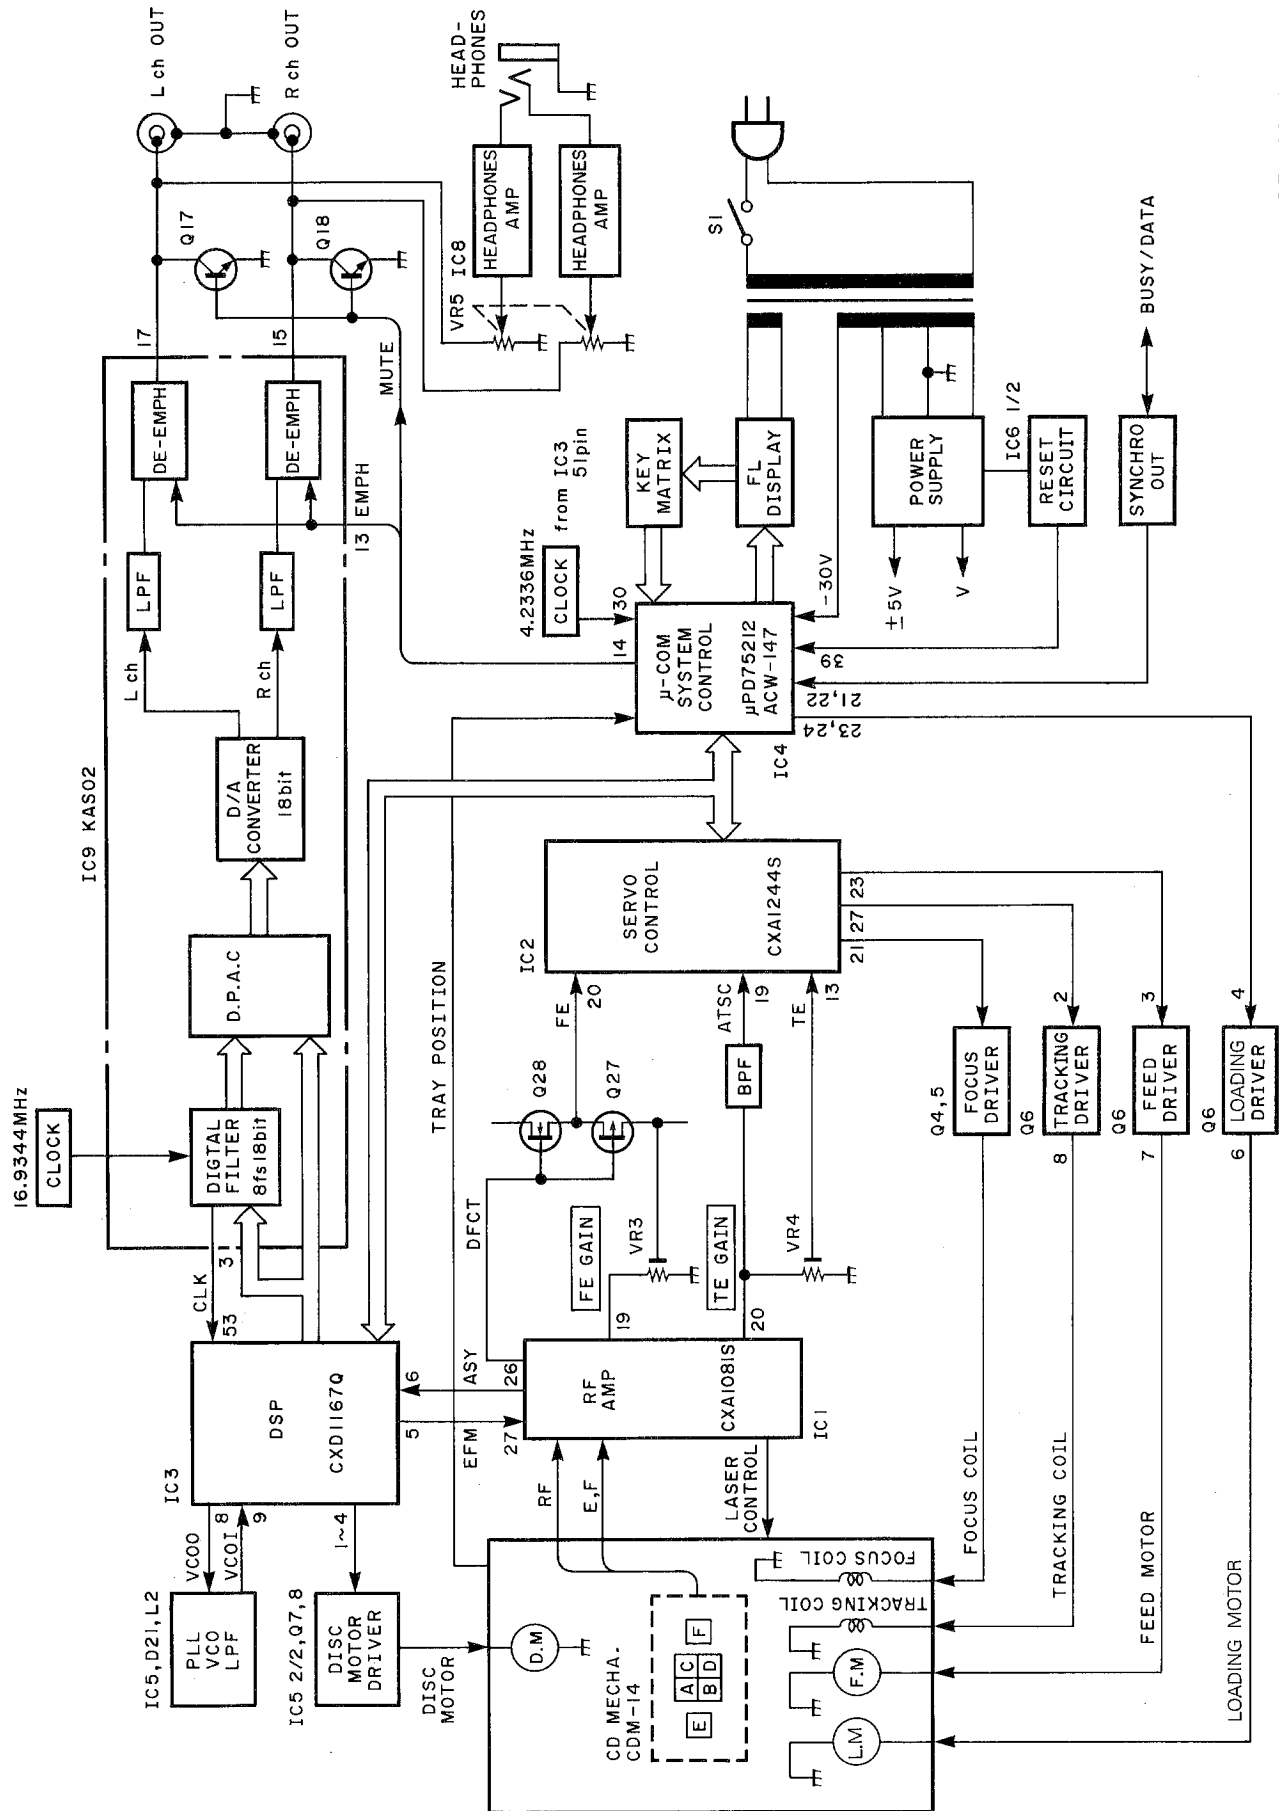 IC5, D21, L2
PLL
VCO
LPF
VCOO
VCOI
8
9
IC3
DSP
CXD1167Q
53
CLK
3
5
6
1~4
IC5 2/2, Q7, 8
DISC
MOTOR
DRIVER
DISC
MOTOR
16.9344MHz
CLOCK
IC9 KAS02
DIGTAL
FILTER
8fs18bit
D.P.A.C
D/A
CONVERTER
18bit
L ch
R ch
LPF
LPF
DE-EMPH
DE-EMPH
17
15
13 EMPH
MUTE
Q17
Q18
L ch OUT
R ch OUT
VR5
IC8
HEADPHONES
AMP
HEADPHONES
AMP
HEAD-
PHONES
EFM
ASY
27
26
DFCT
TRAY POSITION
RF
AMP
CXA1081S
IC1
RF
E,F
LASER
CONTROL
19
20
FE GAIN
VR3
TE GAIN
VR4
Q28
Q27
BPF
FE
20
ATSC
19
TE
13
IC2
SERVO
CONTROL
CXA1244S
21
27
23
IC4
μ-COM
SYSTEM
CONTROL
μPD75212
ACW-147
14
30
4.2336MHz
CLOCK
from IC3
51pin
KEY
MATRIX
FL
DISPLAY
-30V
39
21,22
23,24
±5V
V
POWER
SUPPLY
IC6 1/2
RESET
CIRCUIT
SYNCHRO
OUT
BUSY/DATA
S1
CD MECHA.
CDM-14
D.M
E
A
C
B
D
F
FOCUS COIL
TRACKING COIL
F.M
L.M
FOCUS COIL
Q4,5
FOCUS
DRIVER
TRACKING COIL
8
Q6
TRACKING
DRIVER
2
FEED MOTOR
7
Q6
FEED
DRIVER
3
LOADING MOTOR
6
Q6
LOADING
DRIVER
4